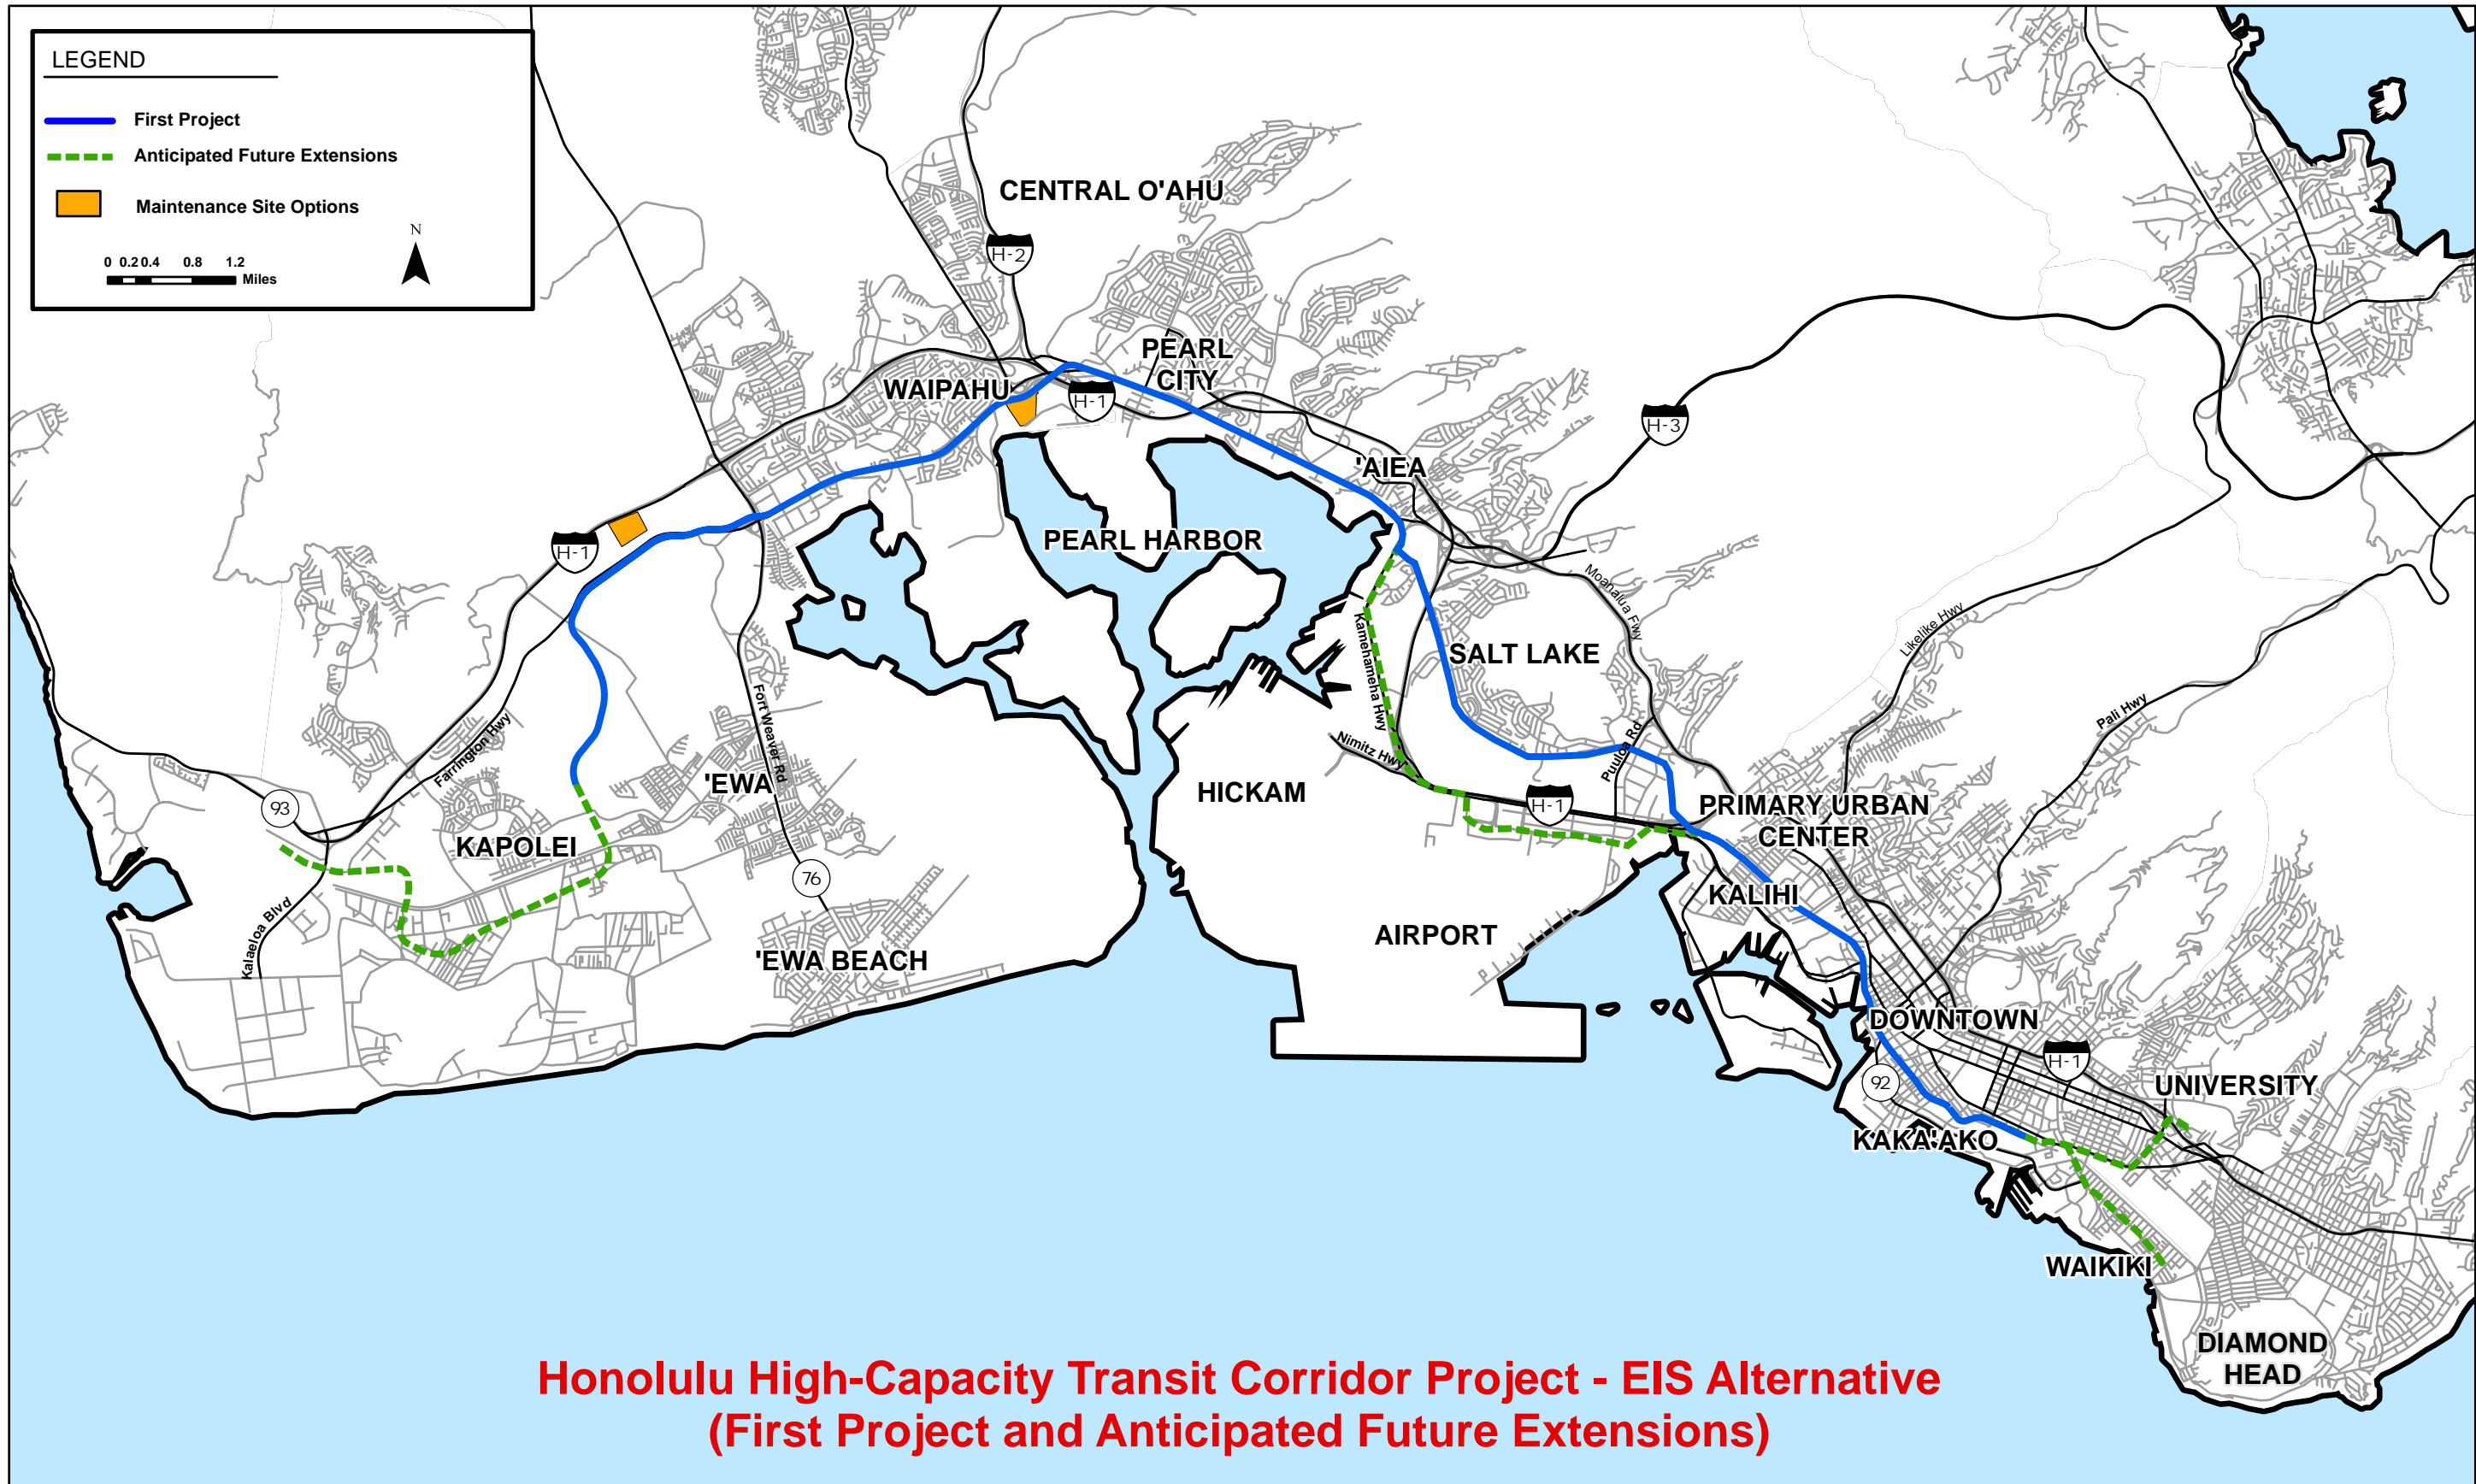 LEGEND
First Project
Anticipated Future Extensions
Maintenance Site Options
N
0 0.2 0.4 0.8 1.2
Miles
CENTRAL O'AHU
H-2
PEARL
CITY
WAIPAHU
H-1
H-3
'AIEA
PEARL HARBOR
H-1
Moanalua Fwy
Kamehameha Hwy
Likelike Hwy
SALT LAKE
Fort Weaver Rd
Farrington Hwy
Pali Hwy
Puuloa Rd
Nimitz Hwy
'EWA
HICKAM
93
H-1
PRIMARY URBAN
CENTER
KAPOLEI
76
KALIHI
Kalaeloa Blvd
AIRPORT
'EWA BEACH
DOWNTOWN
H-1
92
UNIVERSITY
KAKA'AKO
WAIKIKI
DIAMOND
HEAD
Honolulu High-Capacity Transit Corridor Project - EIS Alternative
(First Project and Anticipated Future Extensions)